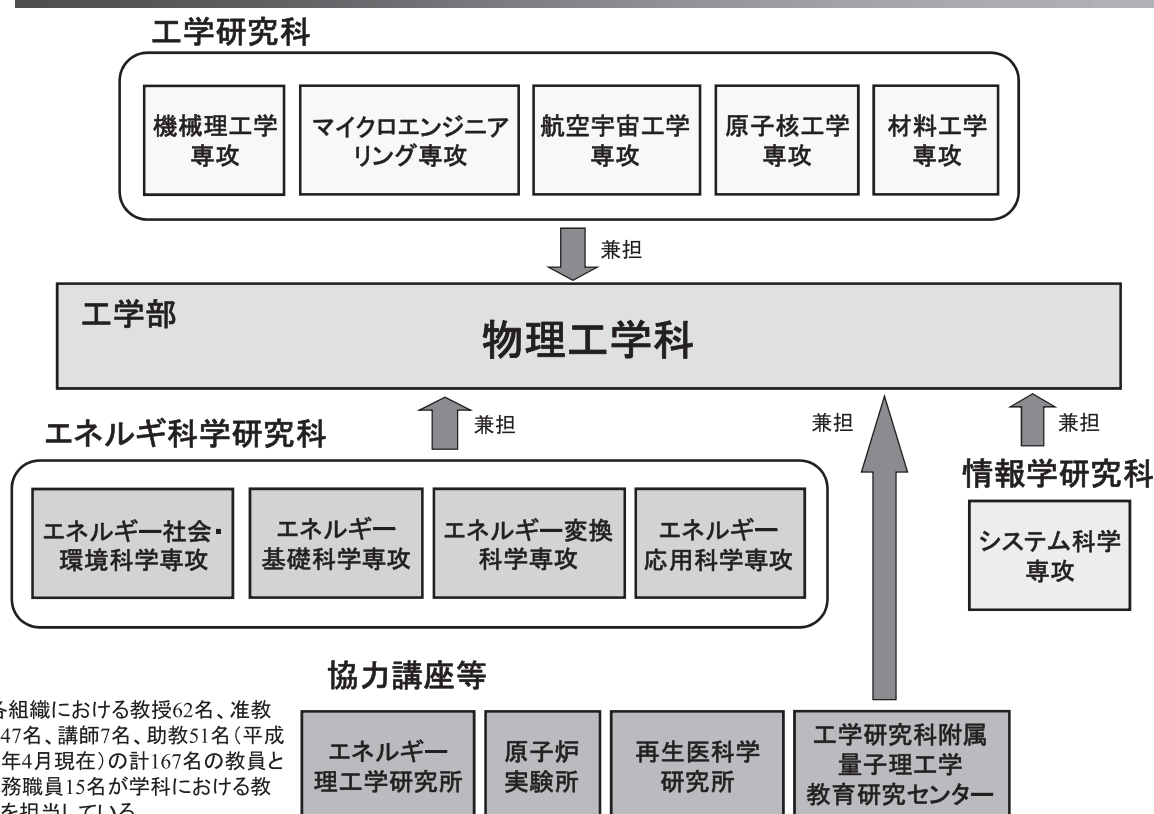 工学研究科
機械理工学
専攻
マイクロエンジニア
リング専攻
航空宇宙工学
専攻
原子核工学
専攻
材料工学
専攻
兼担
工学部
物理工学科
兼担
兼担
兼担
エネルギ科学研究科
情報学研究科
エネルギー社会・
環境科学専攻
エネルギー
基礎科学専攻
エネルギー変換
科学専攻
エネルギー
応用科学専攻
システム科学
専攻
協力講座等
各組織における教授62名、准教
47名、講師7名、助教51名(平成
年4月現在)の計167名の教員と
務職員15名が学科における教
を担当している
エネルギー
理工学研究所
原子炉
実験所
再生医科学
研究所
工学研究科附属
量子理工学
教育研究センター